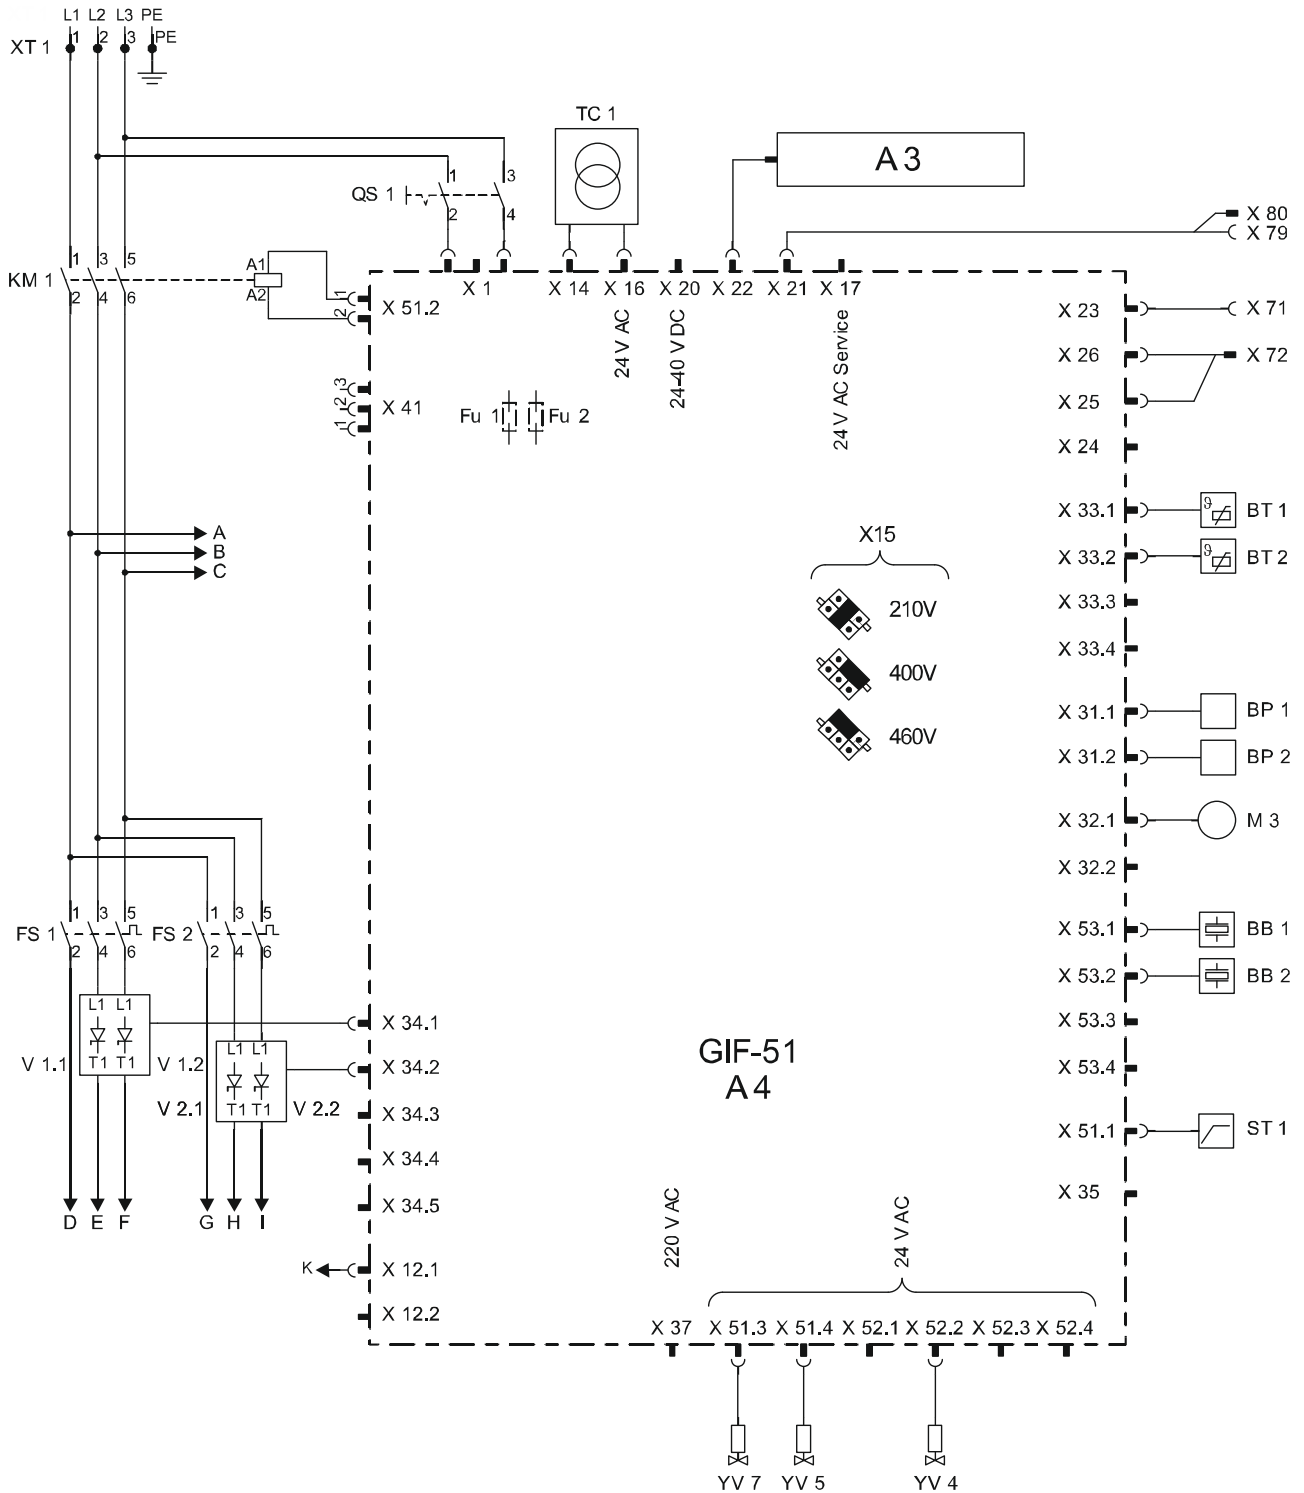 L1 L2 L3 PE
XT 1 1 2 3 PE
TC 1
A 3
QS 1 1 3
2 4
X 80
X 79
KM 1 1 3 5
2 4 6
A1
A2
X 1 X 14 X 16 X 20 X 22 X 21 X 17
24 V AC
24-40 V DC
24 V AC Service
1
2
X 51.2
3
2
1
X 41
Fu 1 Fu 2
X 23 X 71
X 26 X 72
X 25
X 24
A
B
C
X15
210V
400V
460V
X 33.1 BT 1
X 33.2 BT 2
X 33.3
X 33.4
X 31.1 BP 1
X 31.2 BP 2
X 32.1 M 3
X 32.2
X 53.1 BB 1
X 53.2 BB 2
X 53.3
X 53.4
X 51.1 ST 1
X 35
FS 1 1 3 5
2 4 6
FS 2 1 3 5
2 4 6
L1 L1
T1 T1
V 1.1 V 1.2
L1 L1
T1 T1
V 2.1 V 2.2
X 34.1
X 34.2
X 34.3
X 34.4
X 34.5
D E F G H I
K X 12.1
X 12.2
GIF-51
A 4
220 V AC
24 V AC
X 37 X 51.3 X 51.4 X 52.1 X 52.2 X 52.3 X 52.4
YV 7 YV 5 YV 4